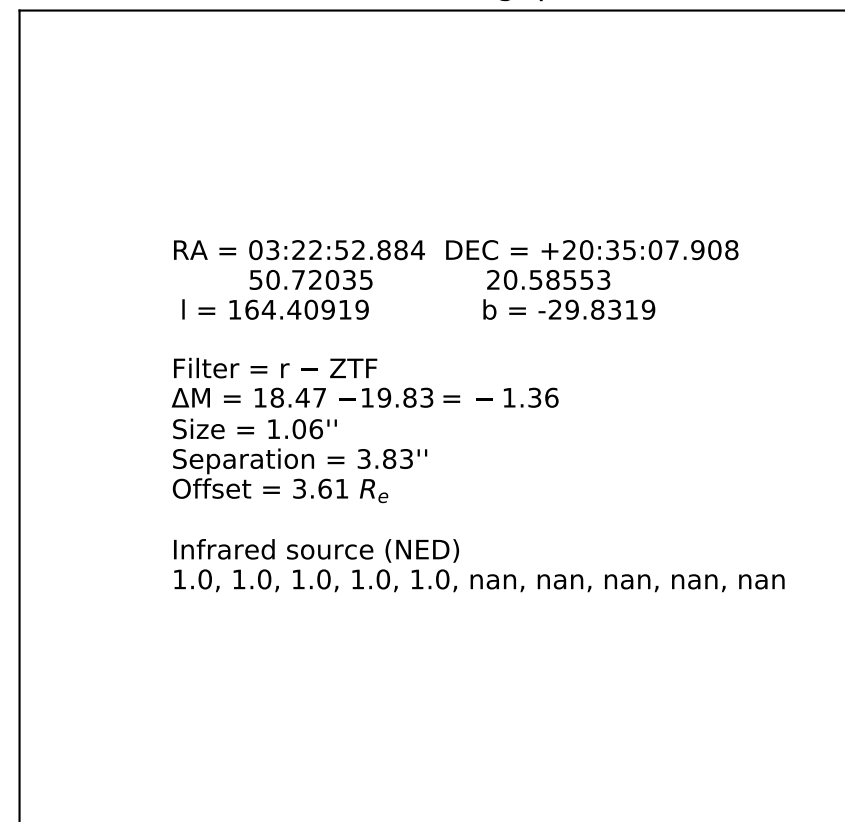 RA = 03:22:52.884 DEC = +20:35:07.908
50.72035 20.58553
l = 164.40919 b = -29.8319
Filter = r − ZTF
ΔM = 18.47 −19.83 = − 1.36
Size = 1.06''
Separation = 3.83''
Offset = 3.61 Rₑ
Infrared source (NED)
1.0, 1.0, 1.0, 1.0, 1.0, nan, nan, nan, nan, nan